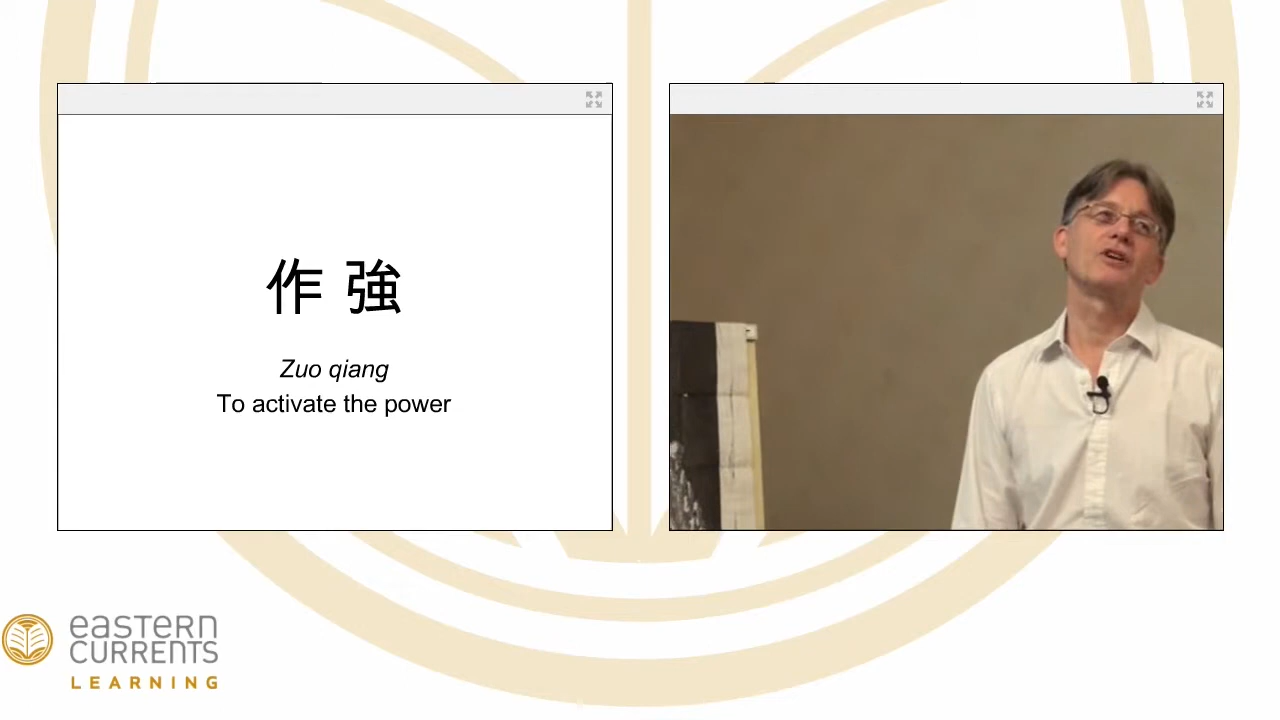 作 強
Zuo qiang
To activate the power
eastern
CURRENTS
LEARNING